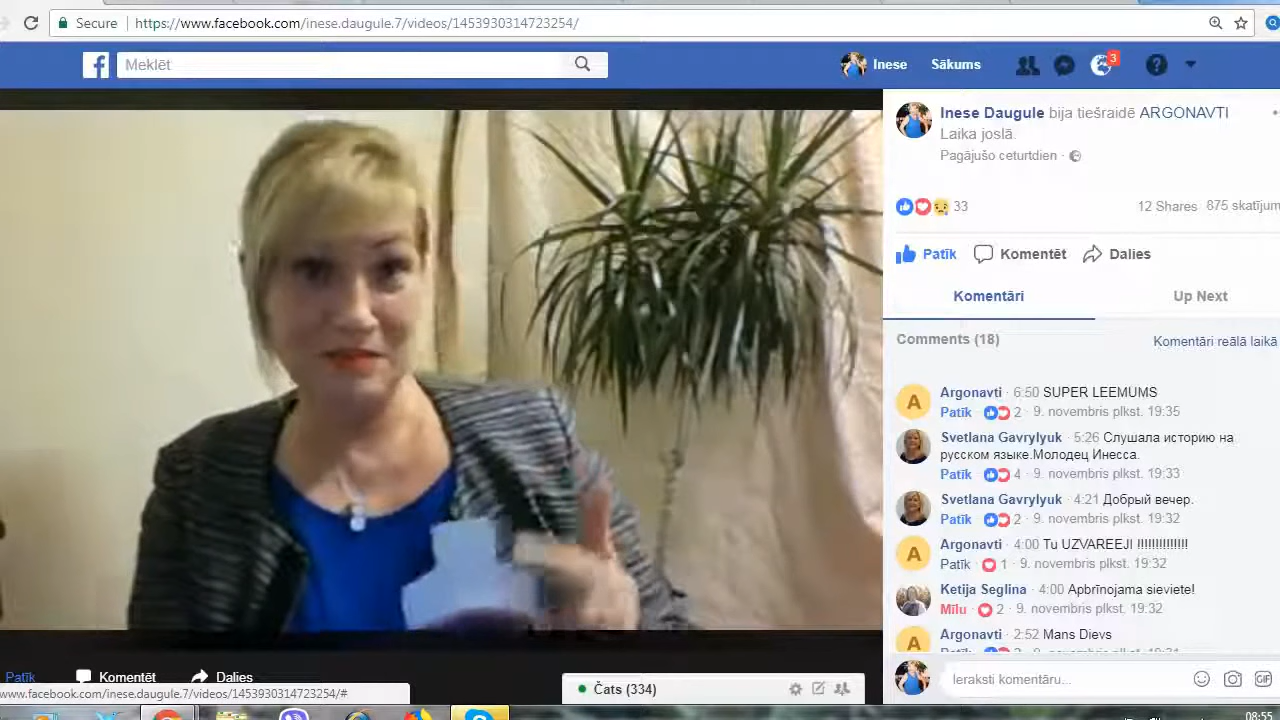 Secure https://www.facebook.com/inese.daugule.7/videos/1453930314723254/
Meklēt
Inese Sākums 3
Inese Daugule bija tiešraidē ARGONAVTI
Laika joslā.
Pagājušo ceturtdien
33 12 Shares 875 skatījum
Patīk Komentēt Dalies
Komentāri Up Next
Comments (18) Komentāri reālā laikā
A Argonavti · 6:50 SUPER LEEMUMS
Patīk · 2 · 9. novembris plkst. 19:35
Svetlana Gavrylyuk · 5:26 Слушала историю на
русском языке.Молодец Инесса.
Patīk · 4 · 9. novembris plkst. 19:33
Svetlana Gavrylyuk · 4:21 Добрый вечер.
Patīk · 2 · 9. novembris plkst. 19:32
A Argonavti · 4:00 Tu UZVAREEJI !!!!!!!!!!!!!
Patīk · 1 · 9. novembris plkst. 19:32
Ketija Segliņa · 4:00 Apbrīnojama sieviete!
Mīlu · 2 · 9. novembris plkst. 19:32
A Argonavti · 2:52 Mans Dievs
Ieraksti komentāru... GIF
Patīk Komentēt Dalies
Čats (334)
www.facebook.com/inese.daugule.7/videos/1453930314723254/#
08:55